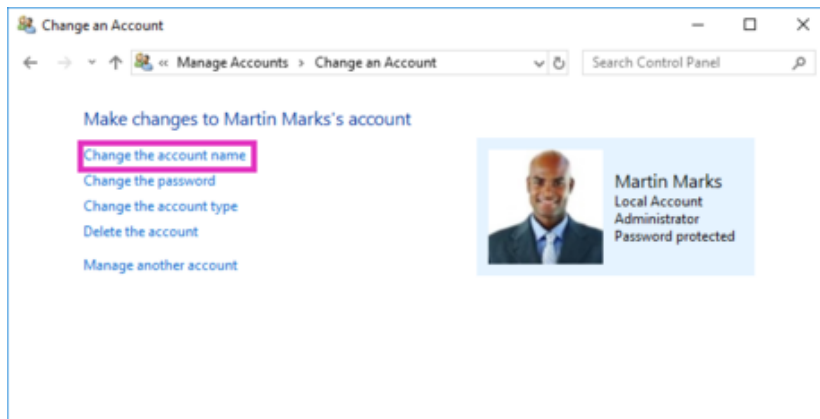 Change an Account
« Manage Accounts > Change an Account
Search Control Panel
Make changes to Martin Marks's account
Change the account name
Change the password
Change the account type
Delete the account
Manage another account
Martin Marks
Local Account
Administrator
Password protected